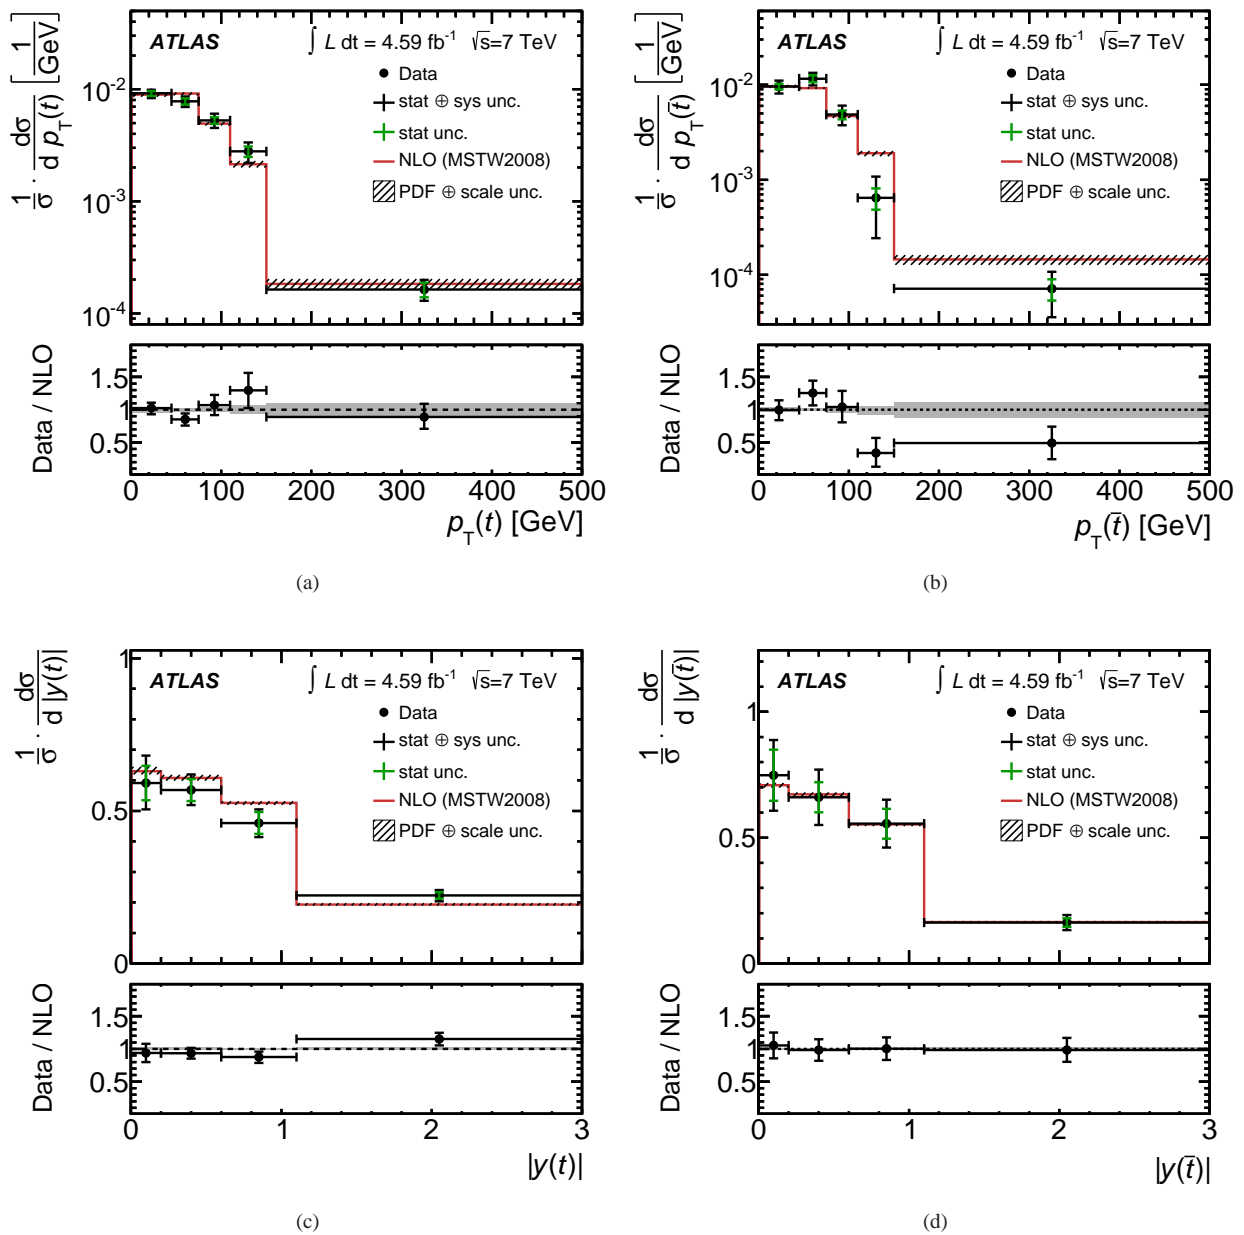 1/σ · dσ/d p_T(t) [1/GeV]
ATLAS
∫ L dt = 4.59 fb⁻¹ √s=7 TeV
Data
stat ⊕ sys unc.
stat unc.
NLO (MSTW2008)
PDF ⊕ scale unc.
10⁻²
10⁻³
10⁻⁴
Data / NLO
1.5
1
0.5
0 100 200 300 400 500
p_T(t) [GeV]
(a)
1/σ · dσ/d p_T(t̄) [1/GeV]
ATLAS
∫ L dt = 4.59 fb⁻¹ √s=7 TeV
Data
stat ⊕ sys unc.
stat unc.
NLO (MSTW2008)
PDF ⊕ scale unc.
10⁻²
10⁻³
10⁻⁴
Data / NLO
1.5
1
0.5
0 100 200 300 400 500
p_T(t̄) [GeV]
(b)
1/σ · dσ/d |y(t)|
ATLAS
∫ L dt = 4.59 fb⁻¹ √s=7 TeV
Data
stat ⊕ sys unc.
stat unc.
NLO (MSTW2008)
PDF ⊕ scale unc.
1
0.5
0
Data / NLO
1.5
1
0.5
0 1 2 3
|y(t)|
(c)
1/σ · dσ/d |y(t̄)|
ATLAS
∫ L dt = 4.59 fb⁻¹ √s=7 TeV
Data
stat ⊕ sys unc.
stat unc.
NLO (MSTW2008)
PDF ⊕ scale unc.
1
0.5
0
Data / NLO
1.5
1
0.5
0 1 2 3
|y(t̄)|
(d)